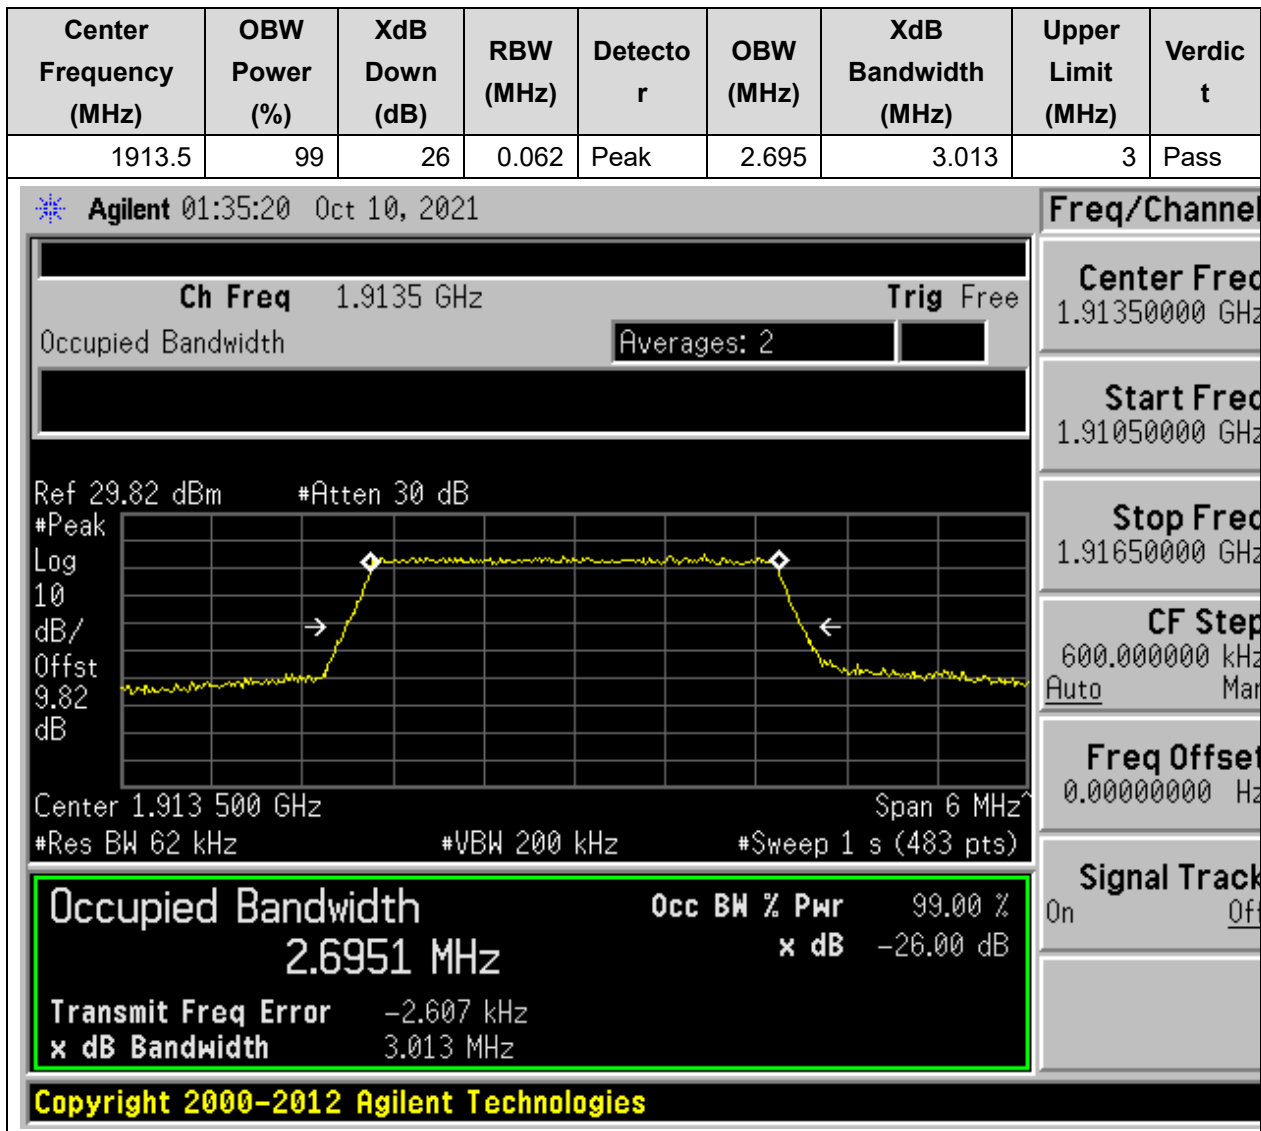 Center Frequency (MHz) OBW Power (%) XdB Down (dB) RBW (MHz) Detecto r OBW (MHz) XdB Bandwidth (MHz) Upper Limit (MHz) Verdic t
1913.5 99 26 0.062 Peak 2.695 3.013 3 Pass
Agilent 01:35:20 Oct 10, 2021
Freq/Channel
Ch Freq 1.9135 GHz Trig Free
Occupied Bandwidth Averages: 2
Center Freq
1.91350000 GHz
Start Freq
1.91050000 GHz
Stop Freq
1.91650000 GHz
CF Step
600.000000 kHz
Auto Man
Freq Offset
0.00000000 Hz
Signal Track
On Off
Ref 29.82 dBm #Atten 30 dB
#Peak
Log
10
dB/
Offst
9.82
dB
Center 1.913 500 GHz Span 6 MHz^
#Res BW 62 kHz #VBW 200 kHz #Sweep 1 s (483 pts)
Occupied Bandwidth
2.6951 MHz
Occ BW % Pwr 99.00 %
x dB -26.00 dB
Transmit Freq Error -2.607 kHz
x dB Bandwidth 3.013 MHz
Copyright 2000-2012 Agilent Technologies